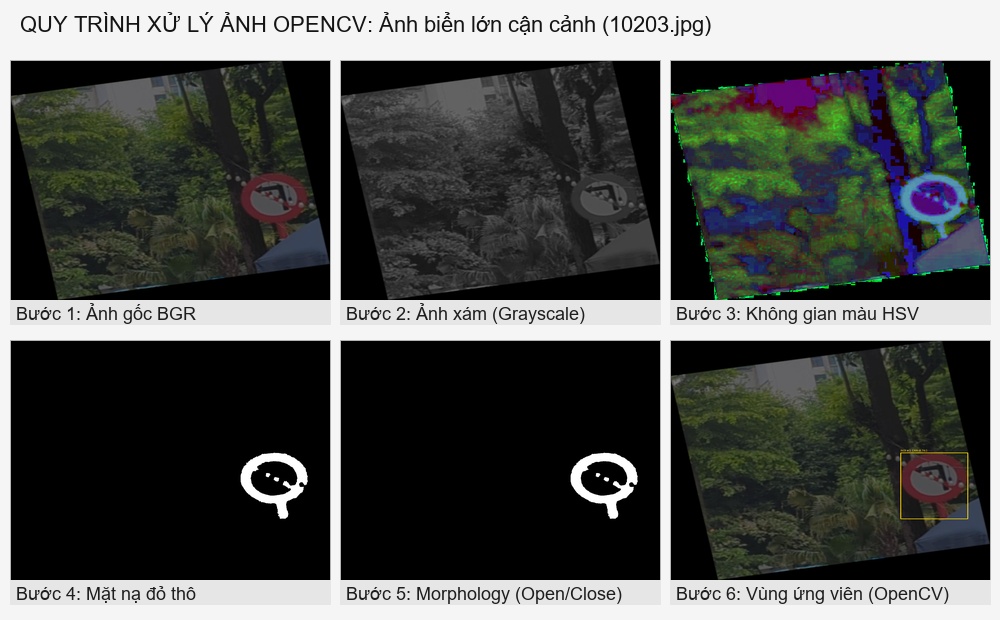 QUY TRÌNH XỬ LÝ ẢNH OPENCV: Ảnh biển lớn cận cảnh (10203.jpg)
Bước 1: Ảnh gốc BGR
Bước 2: Ảnh xám (Grayscale)
Bước 3: Không gian màu HSV
Bước 4: Mặt nạ đỏ thô
Bước 5: Morphology (Open/Close)
Bước 6: Vùng ứng viên (OpenCV)